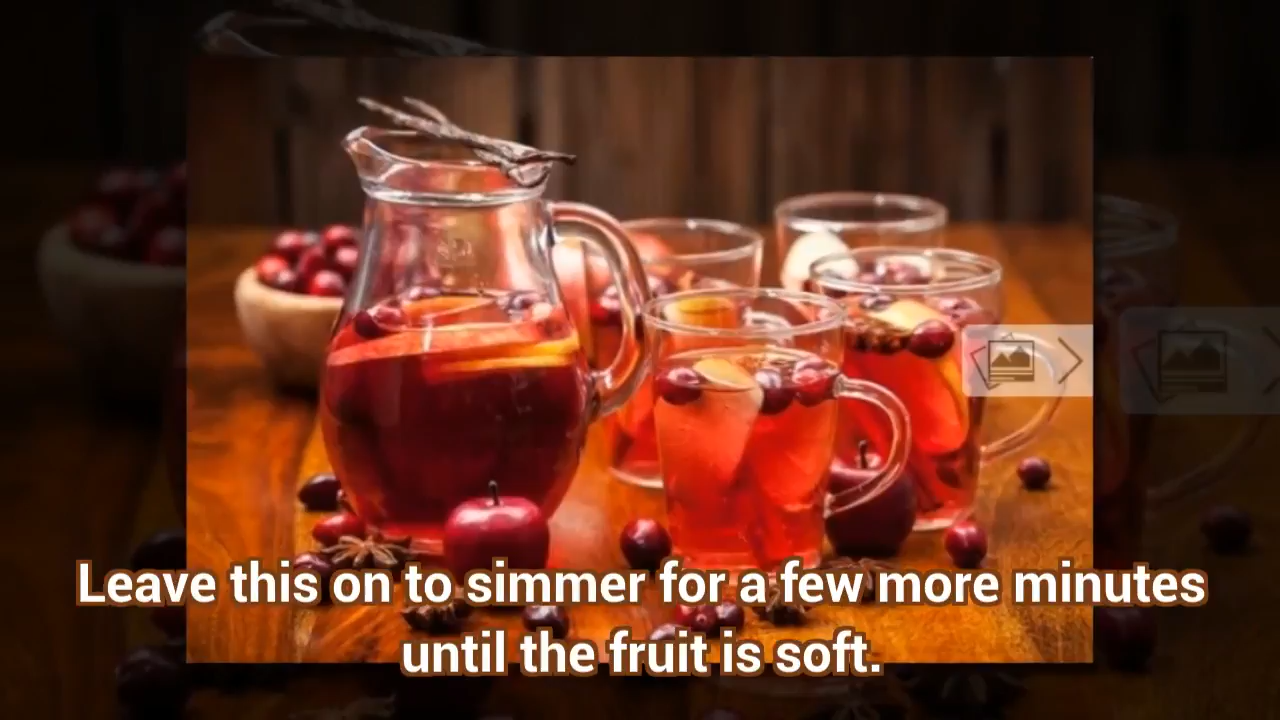 Leave this on to simmer for a few more minutes
until the fruit is soft.